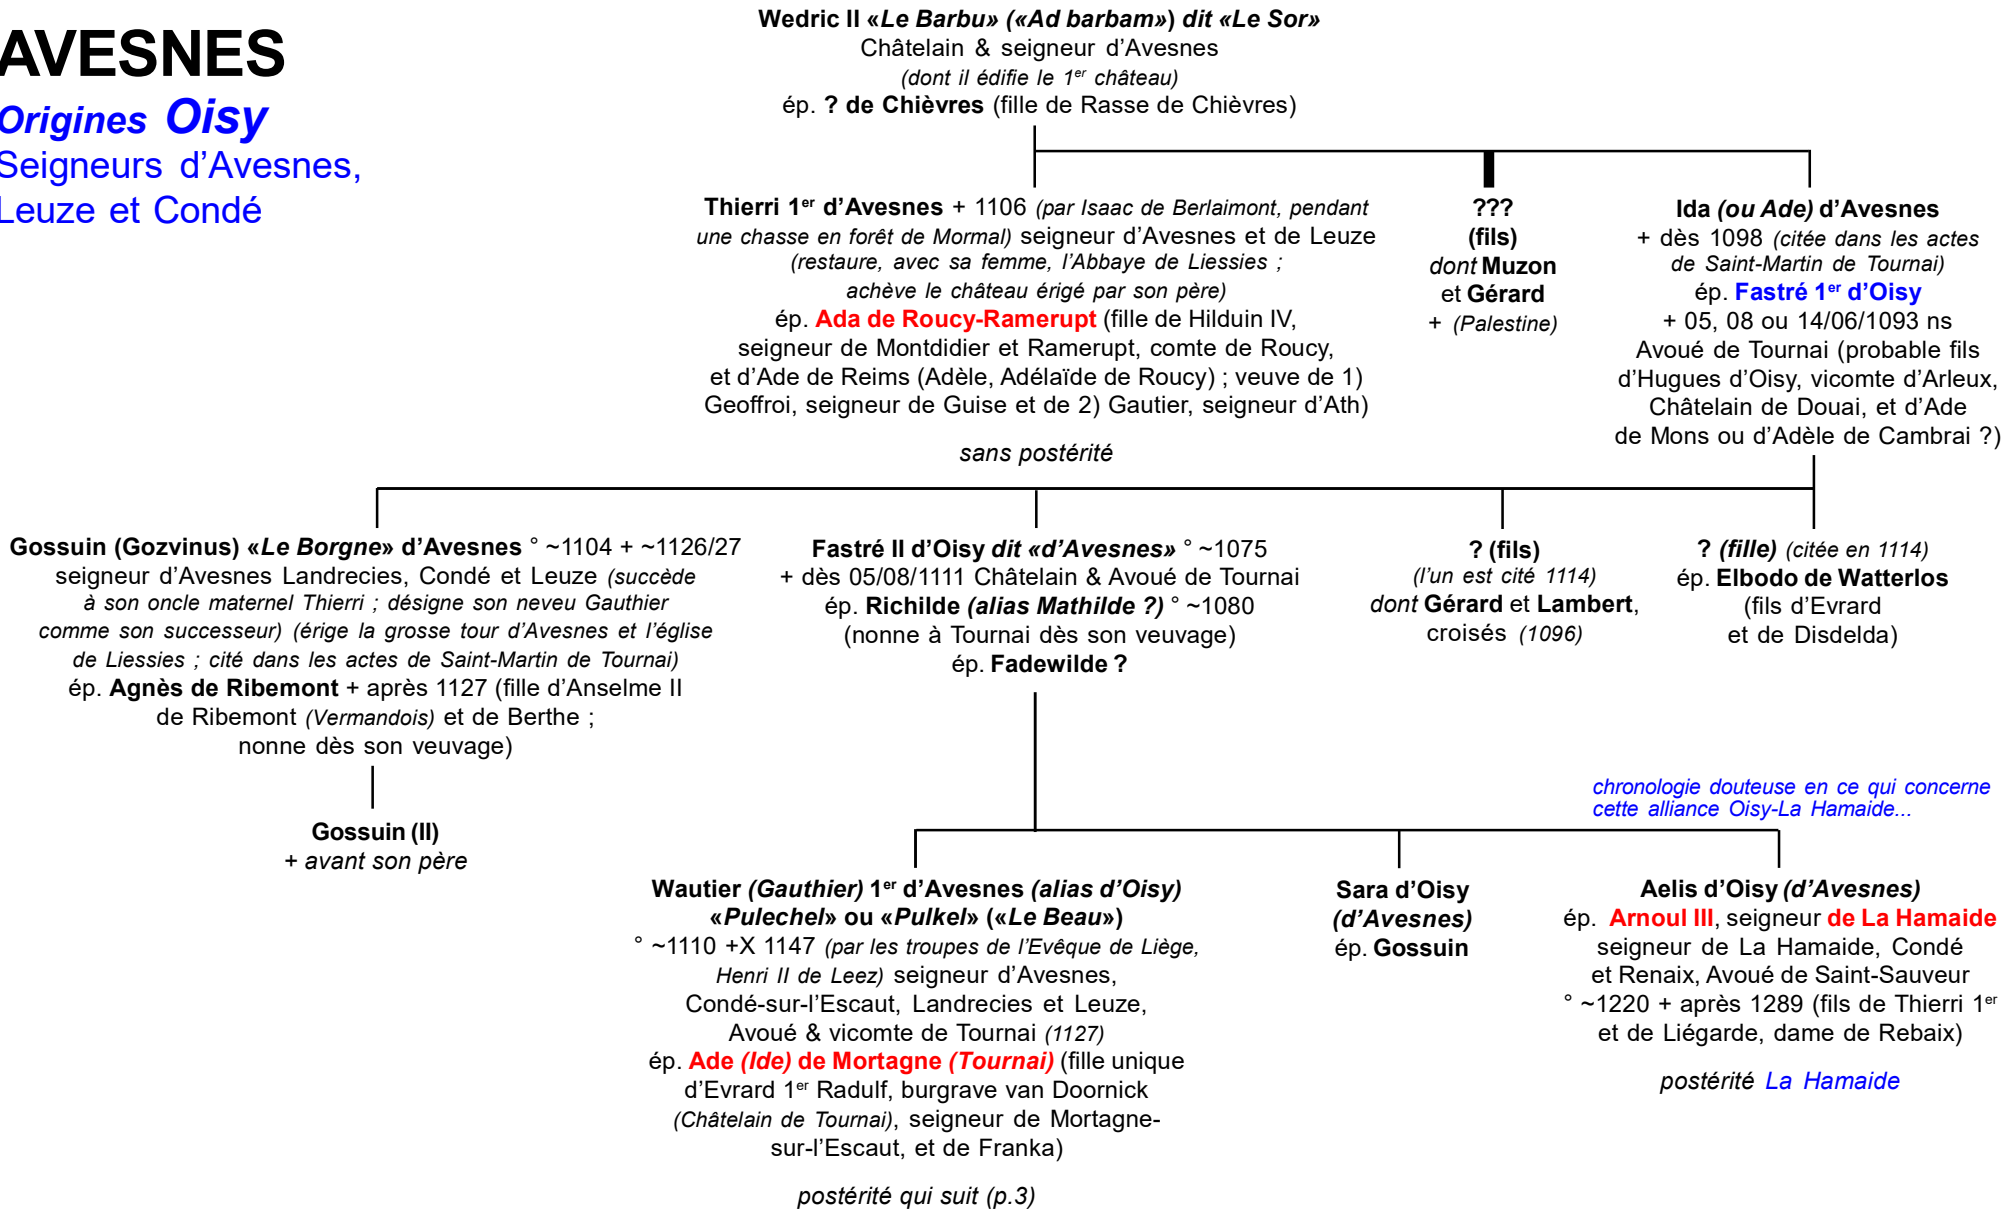 AVESNES
Origines Oisy
Seigneurs d’Avesnes,
Leuze et Condé
Wedric II «Le Barbu» («Ad barbam») dit «Le Sor»
Châtelain & seigneur d’Avesnes
(dont il édifie le 1er château)
ép. ? de Chièvres (fille de Rasse de Chièvres)
Thierri 1er d’Avesnes + 1106 (par Isaac de Berlaimont, pendant
une chasse en forêt de Mormal) seigneur d’Avesnes et de Leuze
(restaure, avec sa femme, l’Abbaye de Liessies ;
achève le château érigé par son père)
ép. Ada de Roucy-Ramerupt (fille de Hilduin IV,
seigneur de Montdidier et Ramerupt, comte de Roucy,
et d’Ade de Reims (Adèle, Adélaïde de Roucy) ; veuve de 1)
Geoffroi, seigneur de Guise et de 2) Gautier, seigneur d’Ath)
sans postérité
???
(fils)
dont Muzon
et Gérard
+ (Palestine)
Ida (ou Ade) d’Avesnes
+ dès 1098 (citée dans les actes
de Saint-Martin de Tournai)
ép. Fastré 1er d’Oisy
+ 05, 08 ou 14/06/1093 ns
Avoué de Tournai (probable fils
d’Hugues d’Oisy, vicomte d’Arleux,
Châtelain de Douai, et d’Ade
de Mons ou d’Adèle de Cambrai ?)
Gossuin (Gozvinus) «Le Borgne» d’Avesnes ° ~1104 + ~1126/27
seigneur d’Avesnes Landrecies, Condé et Leuze (succède
à son oncle maternel Thierri ; désigne son neveu Gauthier
comme son successeur) (érige la grosse tour d’Avesnes et l’église
de Liessies ; cité dans les actes de Saint-Martin de Tournai)
ép. Agnès de Ribemont + après 1127 (fille d’Anselme II
de Ribemont (Vermandois) et de Berthe ;
nonne dès son veuvage)
Gossuin (II)
+ avant son père
Fastré II d’Oisy dit «d’Avesnes» ° ~1075
+ dès 05/08/1111 Châtelain & Avoué de Tournai
ép. Richilde (alias Mathilde ?) ° ~1080
(nonne à Tournai dès son veuvage)
ép. Fadewilde ?
? (fils)
(l’un est cité 1114)
dont Gérard et Lambert,
croisés (1096)
? (fille) (citée en 1114)
ép. Elbodo de Watterlos
(fils d’Evrard
et de Disdelda)
chronologie douteuse en ce qui concerne
cette alliance Oisy-La Hamaide...
Wautier (Gauthier) 1er d’Avesnes (alias d’Oisy)
«Pulechel» ou «Pulkel» («Le Beau»)
° ~1110 +X 1147 (par les troupes de l’Evêque de Liège,
Henri II de Leez) seigneur d’Avesnes,
Condé-sur-l’Escaut, Landrecies et Leuze,
Avoué & vicomte de Tournai (1127)
ép. Ade (Ide) de Mortagne (Tournai) (fille unique
d’Evrard 1er Radulf, burgrave van Doornick
(Châtelain de Tournai), seigneur de Mortagne-
sur-l’Escaut, et de Franka)
postérité qui suit (p.3)
Sara d’Oisy
(d’Avesnes)
ép. Gossuin
Aelis d’Oisy (d’Avesnes)
ép. Arnoul III, seigneur de La Hamaide
seigneur de La Hamaide, Condé
et Renaix, Avoué de Saint-Sauveur
° ~1220 + après 1289 (fils de Thierri 1er
et de Liégarde, dame de Rebaix)
postérité La Hamaide